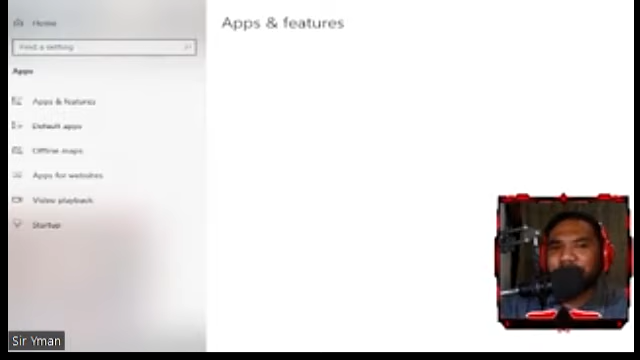 Home
Find a setting
Apps
Apps & features
Default apps
Offline maps
Apps for websites
Video playback
Startup
Apps & features
Sir Yman